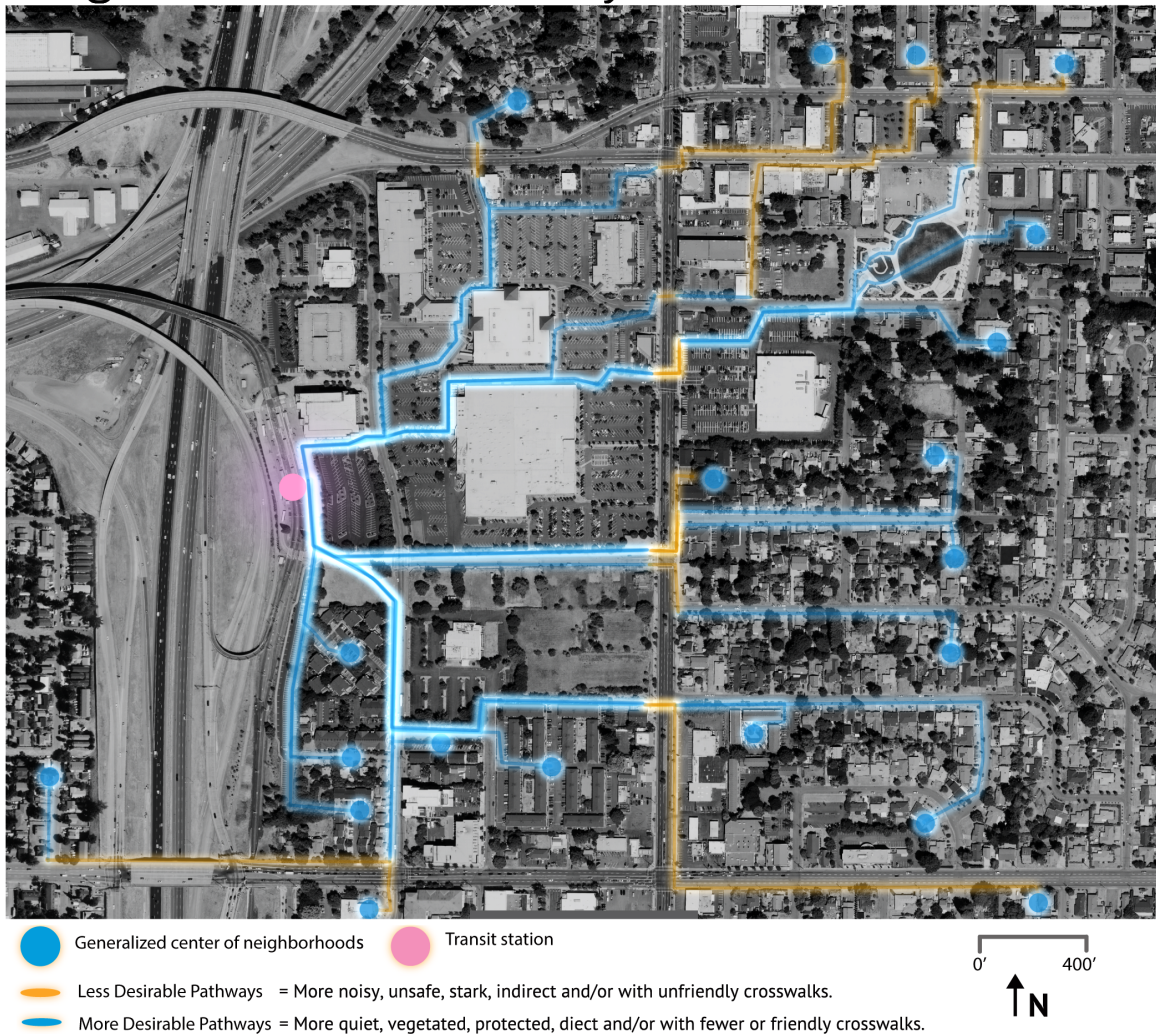 Generalized center of neighborhoods
Transit station
0' 400'
Less Desirable Pathways = More noisy, unsafe, stark, indirect and/or with unfriendly crosswalks.
N
More Desirable Pathways = More quiet, vegetated, protected, diect and/or with fewer or friendly crosswalks.